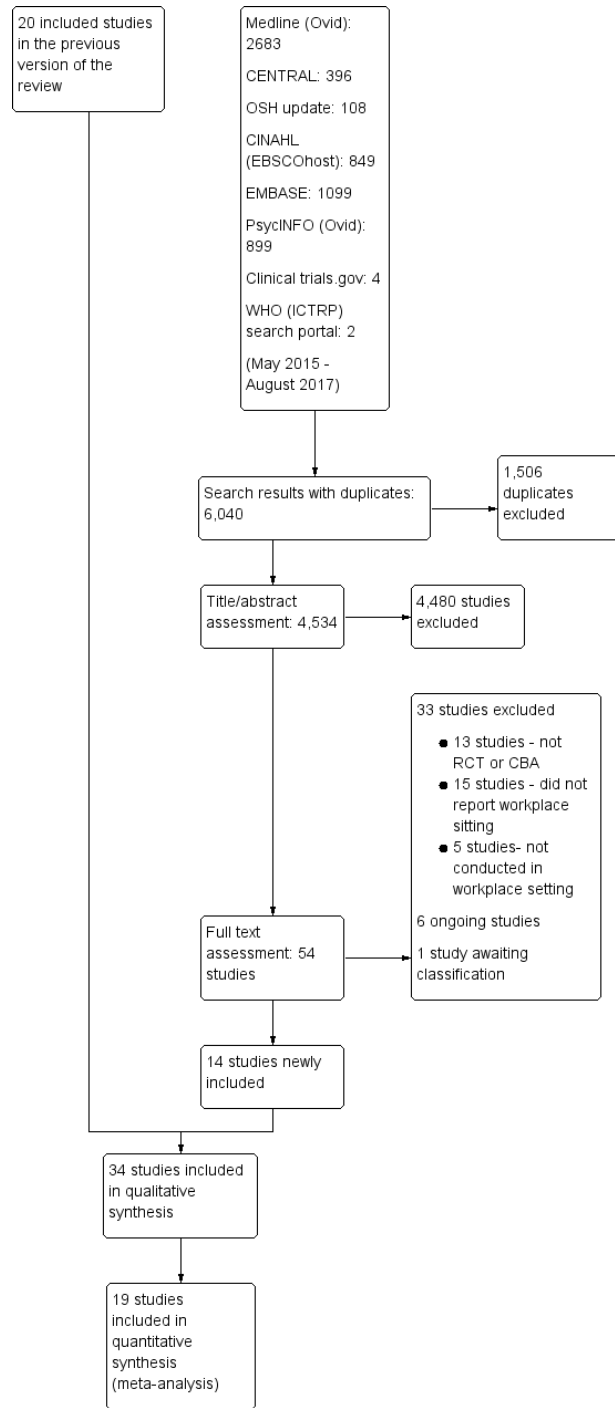 20 included studies
in the previous
version of the
review
Medline (Ovid):
2683
CENTRAL: 396
OSH update: 108
CINAHL
(EBSCOhost): 849
EMBASE: 1099
PsycINFO (Ovid):
899
Clinical trials.gov: 4
WHO (ICTRP)
search portal: 2
(May 2015 -
August 2017)
Search results with duplicates:
6,040
1,506
duplicates
excluded
Title/abstract
assessment: 4,534
4,480 studies
excluded
33 studies excluded
● 13 studies - not
RCT or CBA
● 15 studies - did not
report workplace
sitting
● 5 studies- not
conducted in
workplace setting
6 ongoing studies
1 study awaiting
classification
Full text
assessment: 54
studies
14 studies newly
included
34 studies included
in qualitative
synthesis
19 studies
included in
quantitative
synthesis
(meta-analysis)